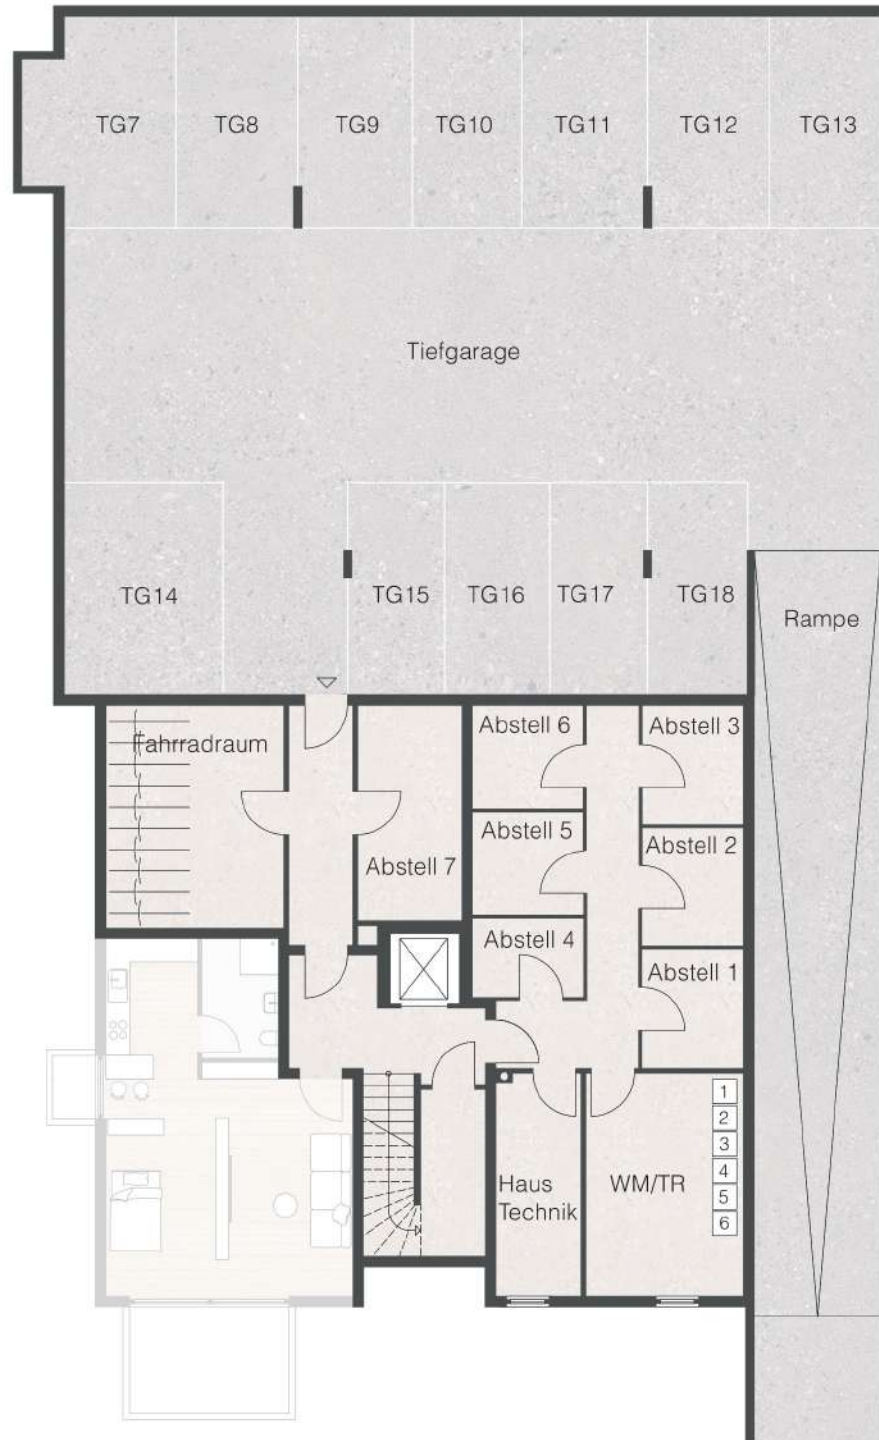 TG7
TG8
TG9
TG10
TG11
TG12
TG13
Tiefgarage
TG14
TG15
TG16
TG17
TG18
Rampe
Fahrradraum
Abstell 7
Abstell 6
Abstell 3
Abstell 5
Abstell 2
Abstell 4
Abstell 1
Haus
Technik
WM/TR
1
2
3
4
5
6